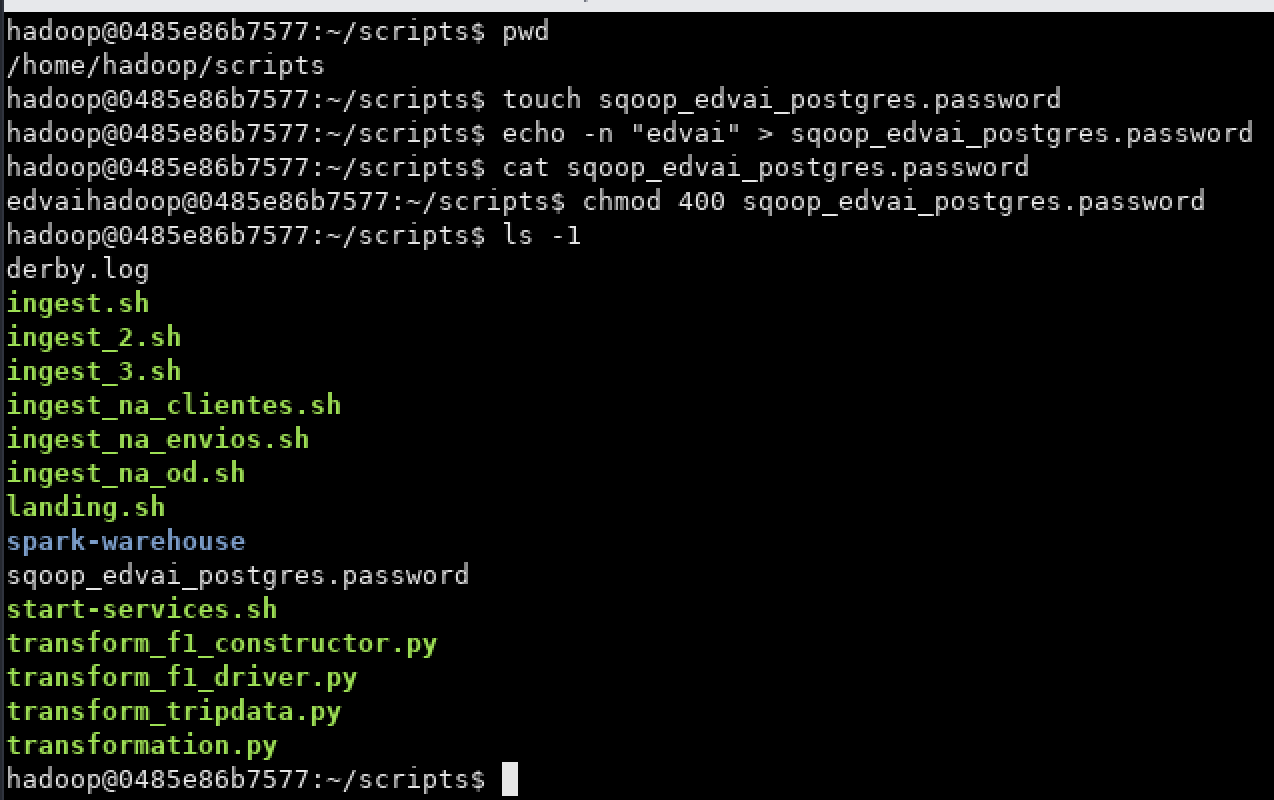 hadoop@0485e86b7577:~/scripts$ pwd
/home/hadoop/scripts
hadoop@0485e86b7577:~/scripts$ touch sqoop_edvai_postgres.password
hadoop@0485e86b7577:~/scripts$ echo -n "edvai" > sqoop_edvai_postgres.password
hadoop@0485e86b7577:~/scripts$ cat sqoop_edvai_postgres.password
edvaihadoop@0485e86b7577:~/scripts$ chmod 400 sqoop_edvai_postgres.password
hadoop@0485e86b7577:~/scripts$ ls -1
derby.log
ingest.sh
ingest_2.sh
ingest_3.sh
ingest_na_clientes.sh
ingest_na_envios.sh
ingest_na_od.sh
landing.sh
spark-warehouse
sqoop_edvai_postgres.password
start-services.sh
transform_f1_constructor.py
transform_f1_driver.py
transform_tripdata.py
transformation.py
hadoop@0485e86b7577:~/scripts$